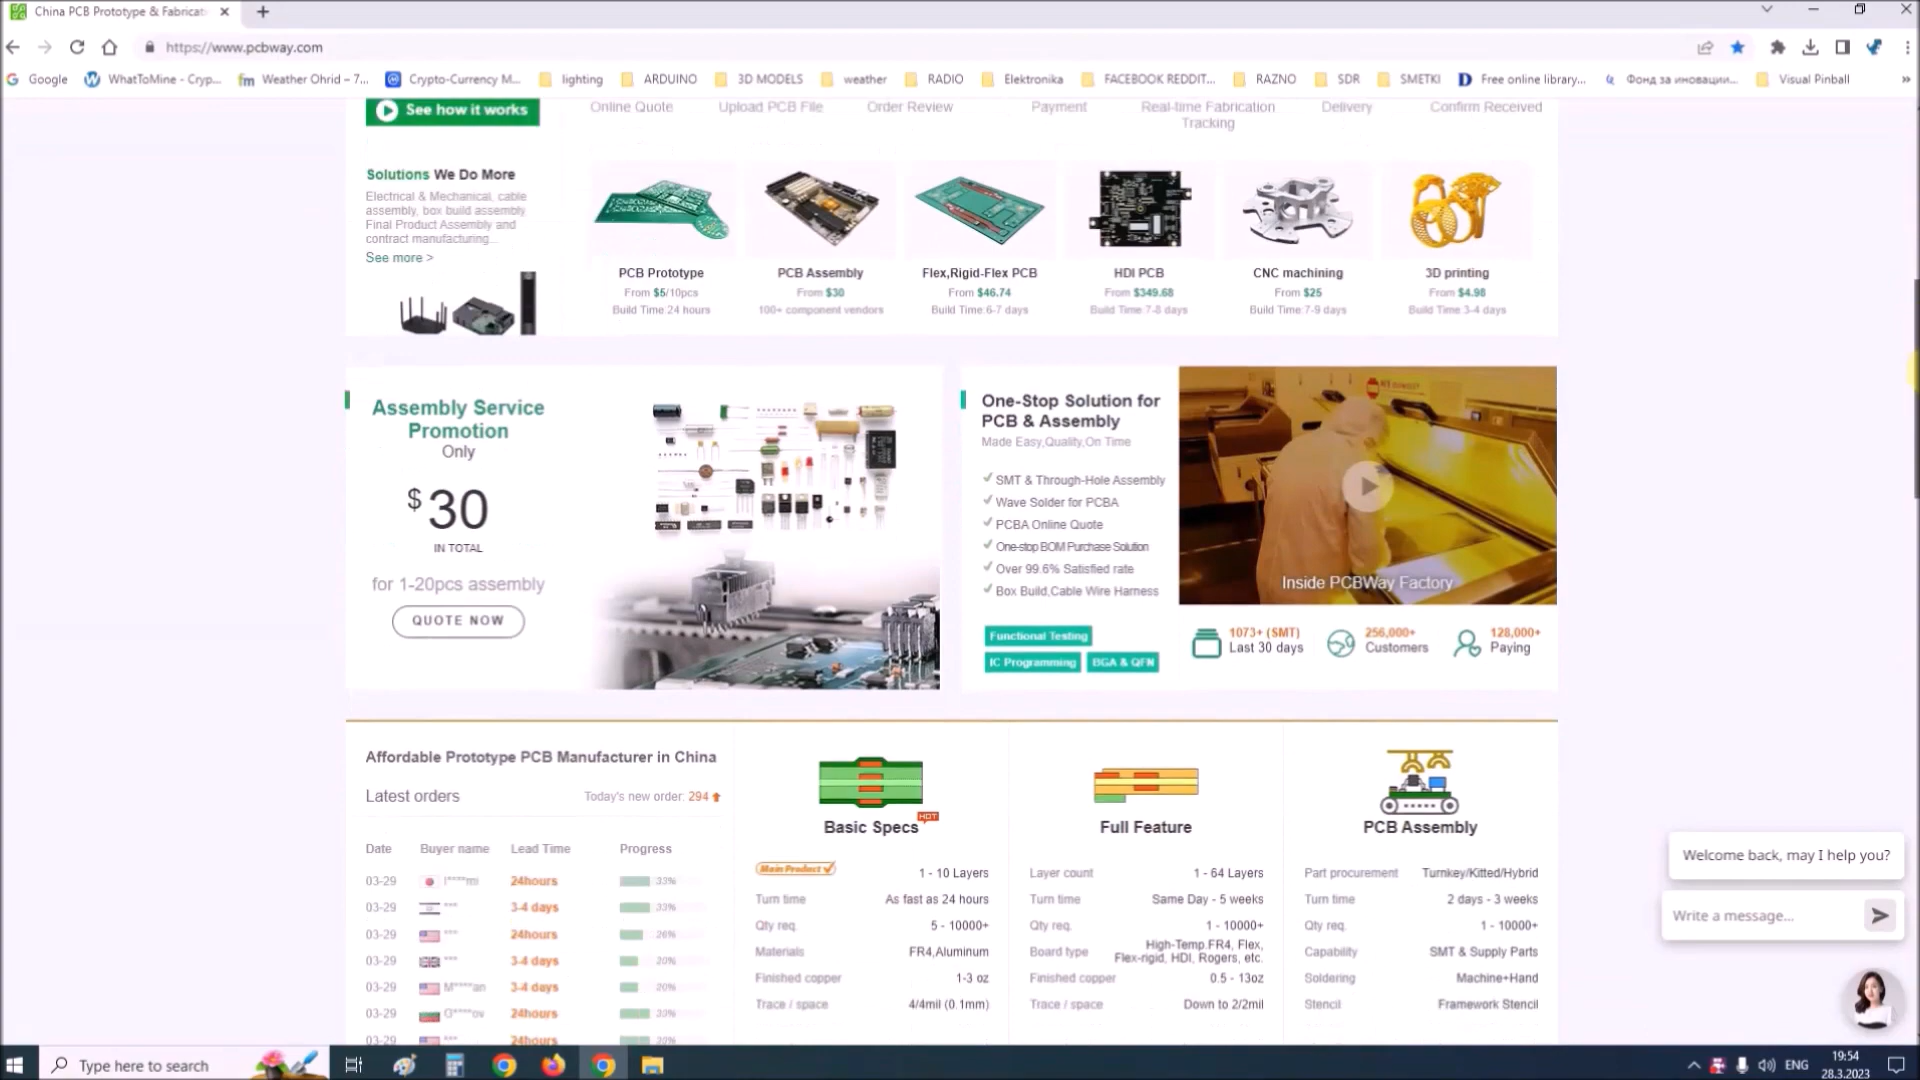 China PCB Prototype & Fabricat
https://www.pcbway.com
Google
WhatToMine - Cryp...
Weather Ohrid – 7...
Crypto-Currency M...
lighting
ARDUINO
3D MODELS
weather
RADIO
Elektronika
FACEBOOK REDDIT...
RAZNO
SDR
SMETKI
Free online library...
Фонд за иновации...
Visual Pinball
See how it works
Online Quote
Upload PCB File
Order Review
Payment
Real-time Fabrication
Tracking
Delivery
Confirm Received
Solutions We Do More
Electrical & Mechanical, cable
assembly, box build assembly
Final Product Assembly and
contract manufacturing...
See more >
PCB Prototype
From $5/10pcs
Build Time:24 hours
PCB Assembly
From $30
100+ component vendors
Flex,Rigid-Flex PCB
From $46.74
Build Time:6-7 days
HDI PCB
From $349.68
Build Time:7-8 days
CNC machining
From $25
Build Time:7-9 days
3D printing
From $4.98
Build Time:3-4 days
Assembly Service
Promotion
Only
$30
IN TOTAL
for 1-20pcs assembly
QUOTE NOW
One-Stop Solution for
PCB & Assembly
Made Easy,Quality,On Time
SMT & Through-Hole Assembly
Wave Solder for PCBA
PCBA Online Quote
One-stop BOM Purchase Solution
Over 99.6% Satisfied rate
Box Build,Cable Wire Harness
Functional Testing
IC Programming
BGA & QFN
Inside PCBWay Factory
1073+ (SMT)
Last 30 days
256,000+
Customers
128,000+
Paying
Affordable Prototype PCB Manufacturer in China
Latest orders
Today's new order: 294
Date Buyer name Lead Time Progress
03-29 l****mi 24hours 33%
03-29 *** 3-4 days 33%
03-29 *** 24hours 26%
03-29 *** 3-4 days 20%
03-29 M****an 3-4 days 20%
03-29 G****ov 24hours 33%
03-29 24hours
HOT
Basic Specs
Main Product
1 - 10 Layers
Turn time As fast as 24 hours
Qty req. 5 - 10000+
Materials FR4,Aluminum
Finished copper 1-3 oz
Trace / space 4/4mil (0.1mm)
Full Feature
Layer count 1 - 64 Layers
Turn time Same Day - 5 weeks
Qty req. 1 - 10000+
Board type High-Temp.FR4, Flex,
Flex-rigid, HDI, Rogers, etc.
Finished copper 0.5 - 13oz
Trace / space Down to 2/2mil
PCB Assembly
Part procurement Turnkey/Kitted/Hybrid
Turn time 2 days - 3 weeks
Qty req. 1 - 10000+
Capability SMT & Supply Parts
Soldering Machine+Hand
Stencil Framework Stencil
Welcome back, may I help you?
Write a message...
Type here to search
ENG
19:54
28.3.2023